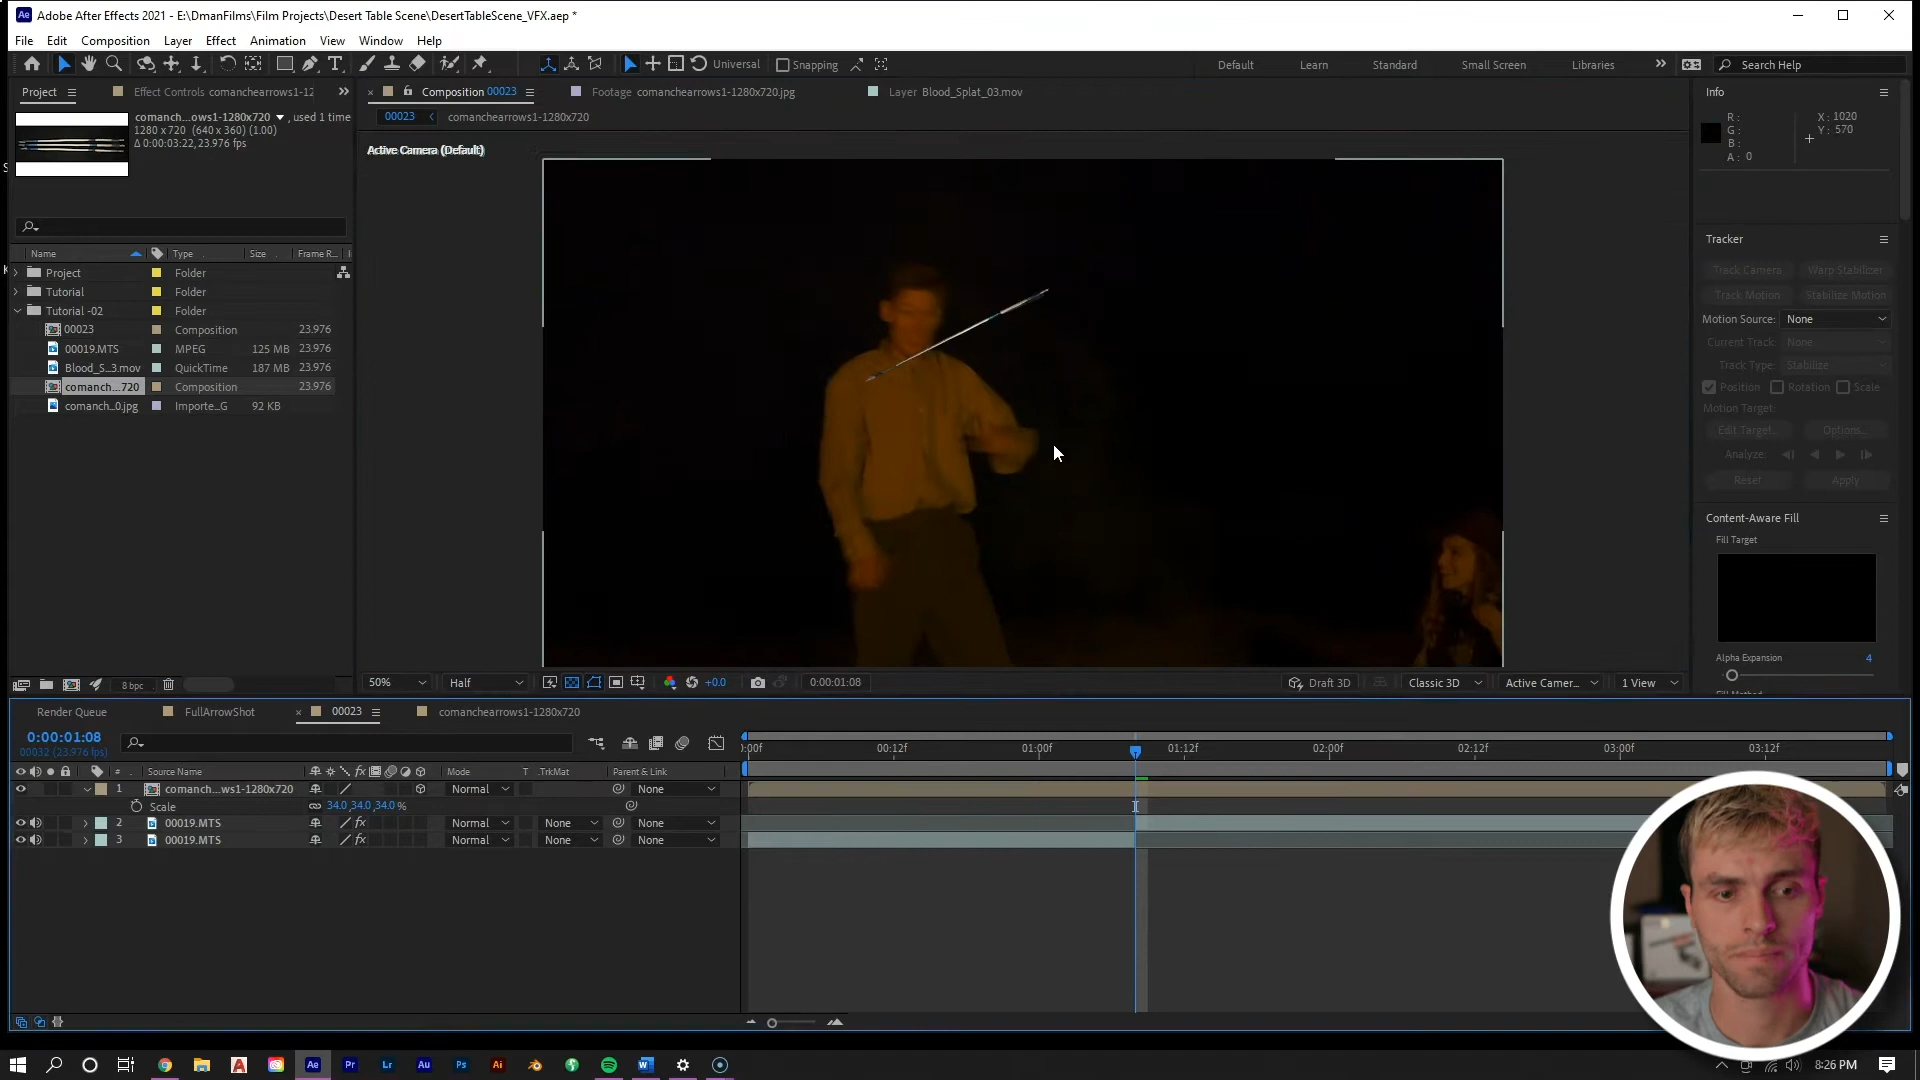 Adobe After Effects 2021 - E:\DmanFilms\Film Projects\Desert Table Scene\DesertTableScene_VFX.aep *
File Edit Composition Layer Effect Animation View Window Help
Universal Snapping Default Learn Standard Small Screen Libraries Search Help
Project Effect Controls comanchearrows1-12
comanch...ows1-1280x720 , used 1 time
1280 x 720 (640 x 360) (1.00)
Δ 0:00:03:22, 23.976 fps
Name Type Size Frame R...
Project Folder
Tutorial Folder
Tutorial -02 Folder
00023 Composition 23.976
00019.MTS MPEG 125 MB 23.976
Blood_S...3.mov QuickTime 187 MB 23.976
comanch...720 Composition 23.976
comanch...0.jpg Importe...G 92 KB
8 bpc
Composition 00023 Footage comanchearrows1-1280x720.jpg Layer Blood_Splat_03.mov
00023 comanchearrows1-1280x720
Active Camera (Default)
50% Half +0.0 0:00:01:08 Draft 3D Classic 3D Active Camer... 1 View
Info
R: X: 1020
G: Y: 570
B:
A: 0
Tracker
Track Camera Warp Stabilizer
Track Motion Stabilize Motion
Motion Source: None
Current Track: None
Track Type: Stabilize
Position Rotation Scale
Motion Target:
Edit Target... Options...
Analyze:
Reset Apply
Content-Aware Fill
Fill Target
Alpha Expansion 4
Render Queue FullArrowShot 00023 comanchearrows1-1280x720
0:00:01:08
00032 (23.976 fps)
:00f 00:12f 01:00f 01:12f 02:00f 02:12f 03:00f 03:12f
# Source Name Mode T .TrkMat Parent & Link
1 comanch...ws1-1280x720 Normal None
Scale 34.0,34.0,34.0%
2 00019.MTS Normal None None
3 00019.MTS Normal None None
Ae Pr Lr Au Ps Ai 8:26 PM